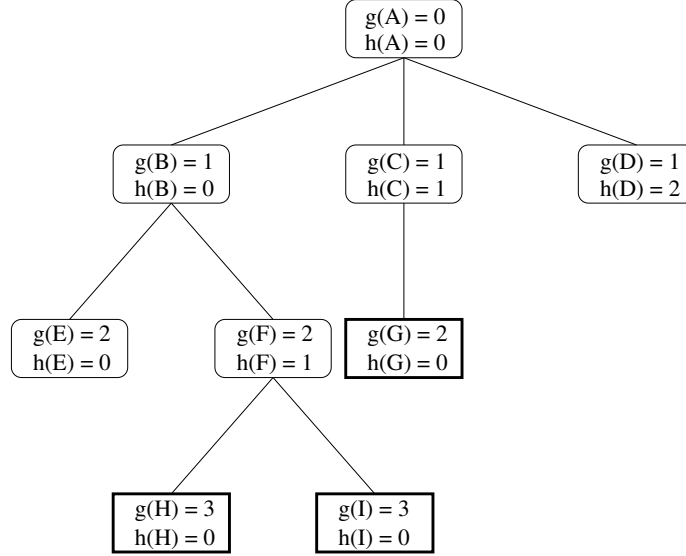 g(A) = 0
h(A) = 0
g(B) = 1
h(B) = 0
g(C) = 1
h(C) = 1
g(D) = 1
h(D) = 2
g(E) = 2
h(E) = 0
g(F) = 2
h(F) = 1
g(G) = 2
h(G) = 0
g(H) = 3
h(H) = 0
g(I) = 3
h(I) = 0